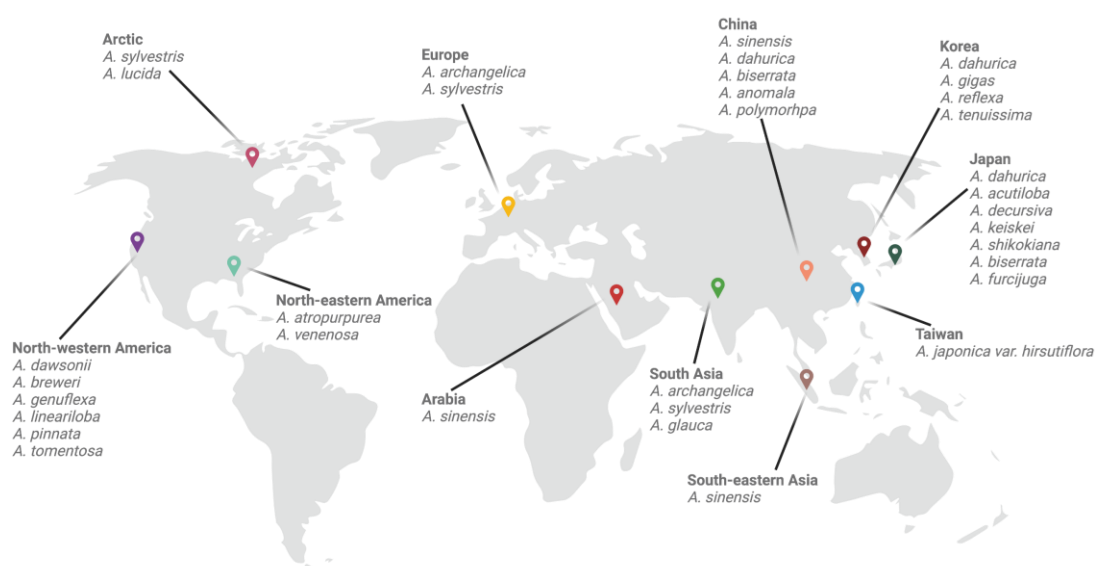 Arctic
A. sylvestris
A. lucida
Europe
A. archangelica
A. sylvestris
China
A. sinensis
A. dahurica
A. biserrata
A. anomala
A. polymorhpa
Korea
A. dahurica
A. gigas
A. reflexa
A. tenuissima
Japan
A. dahurica
A. acutiloba
A. decursiva
A. keiskei
A. shikokiana
A. biserrata
A. furcijuga
North-western America
A. dawsonii
A. breweri
A. genuflexa
A. lineariloba
A. pinnata
A. tomentosa
North-eastern America
A. atropurpurea
A. venenosa
Arabia
A. sinensis
South Asia
A. archangelica
A. sylvestris
A. glauca
Taiwan
A. japonica var. hirsutiflora
South-eastern Asia
A. sinensis